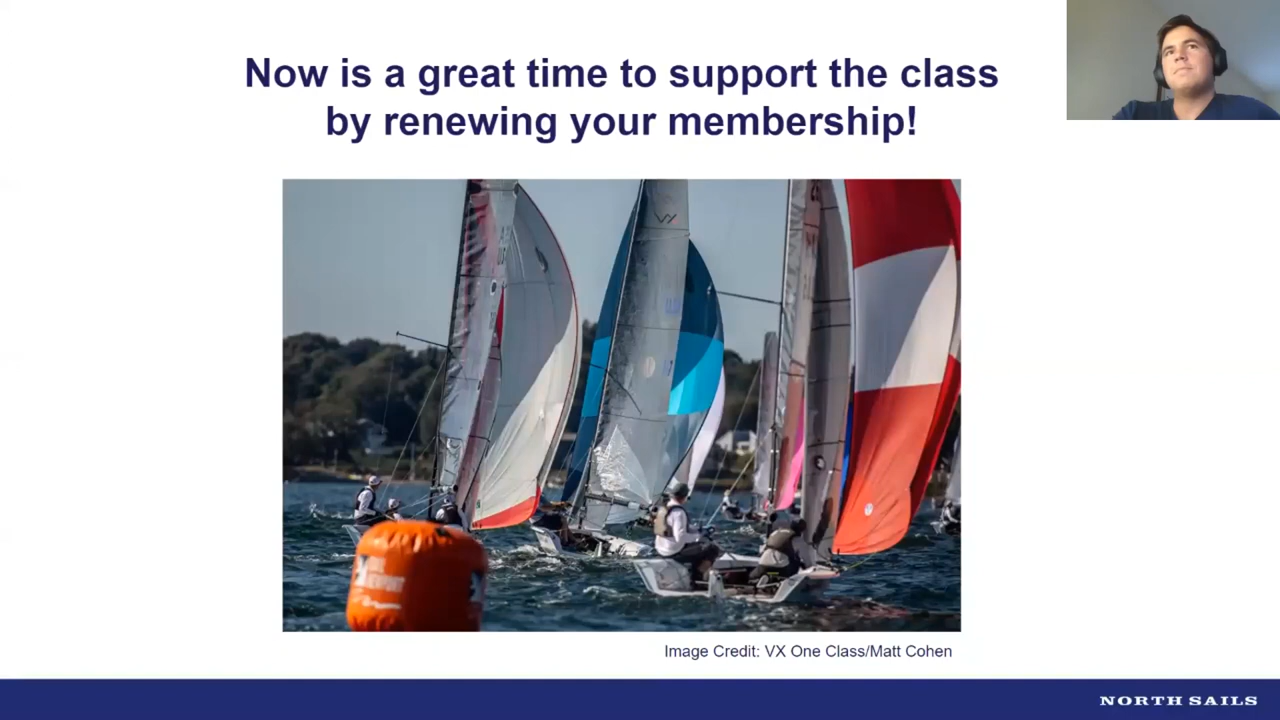 Now is a great time to support the class
by renewing your membership!
VX
Image Credit: VX One Class/Matt Cohen
NORTH SAILS